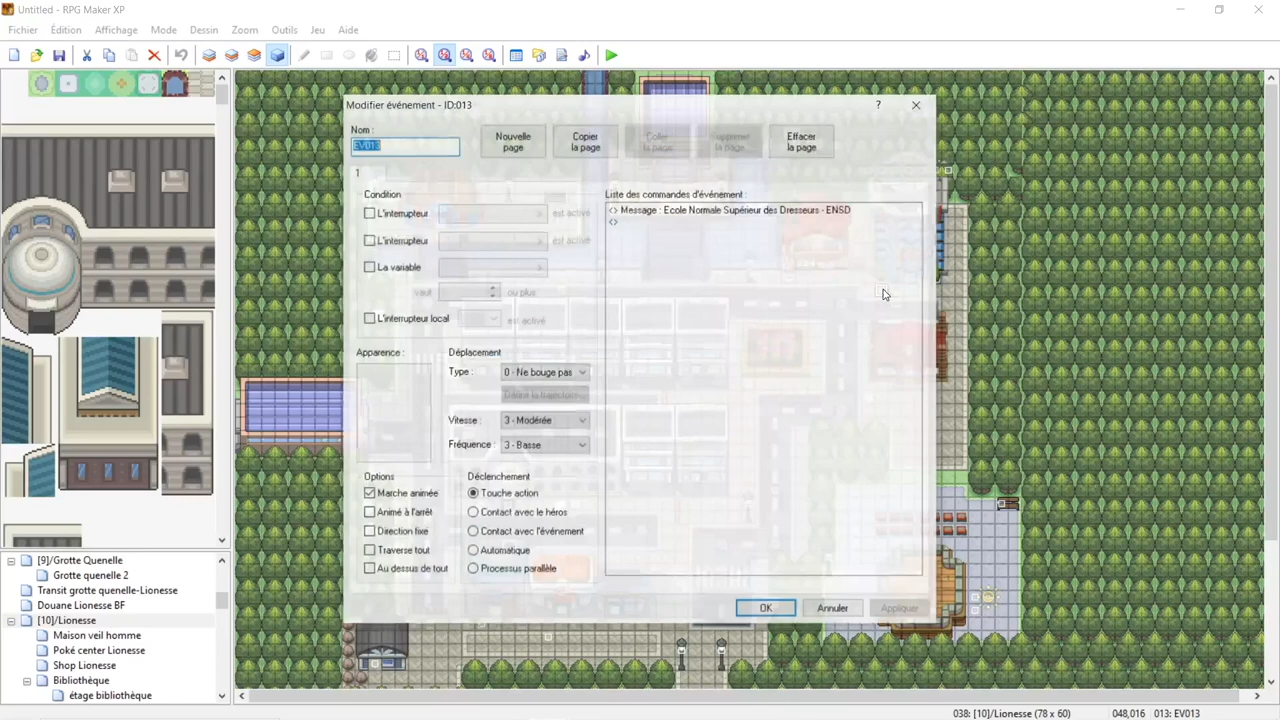 Untitled - RPG Maker XP
Fichier Édition Affichage Mode Dessin Zoom Outils Jeu Aide
Modifier événement - ID:013
?
Nom :
EV013
Nouvelle page
Copier la page
Coller la page
Supprimer la page
Effacer la page
1
Condition
L'interrupteur
est activé
L'interrupteur
est activé
La variable
vaut
ou plus
L'interrupteur local
est activé
Apparence :
Déplacement
Type :
0 - Ne bouge pas
Définir la trajectoire...
Vitesse :
3 - Modérée
Fréquence :
3 - Basse
Options
Marche animée
Animé à l'arrêt
Direction fixe
Traverse tout
Au dessus de tout
Déclenchement
Touche action
Contact avec le héros
Contact avec l'événement
Automatique
Processus parallèle
Liste des commandes d'événement :
<> Message : Ecole Normale Supérieur des Dresseurs - ENSD
<>
OK
Annuler
Appliquer
[9]/Grotte Quenelle
Grotte quenelle 2
Transit grotte quenelle-Lionesse
Douane Lionesse BF
[10]/Lionesse
Maison veil homme
Poké center Lionesse
Shop Lionesse
Bibliothèque
étage bibliothèque
038: [10]/Lionesse (78 x 60)
048,016
013: EV013